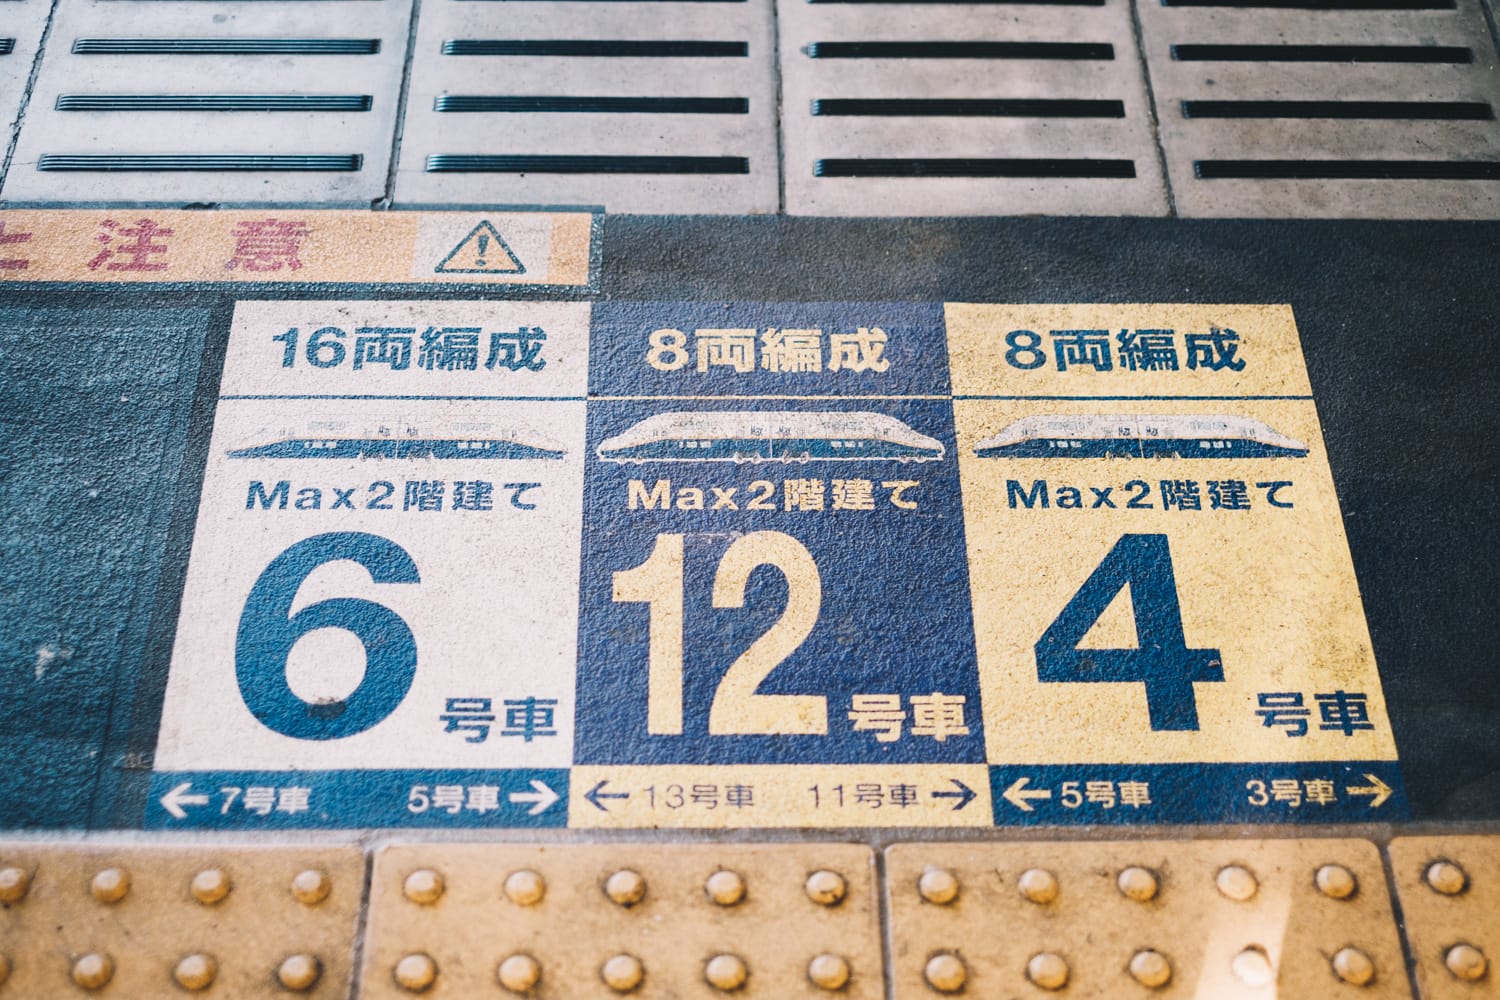 注意
16両編成
Max2階建て
6号車
← 7号車 5号車 →
8両編成
Max2階建て
12号車
← 13号車 11号車 →
8両編成
Max2階建て
4号車
← 5号車 3号車 →